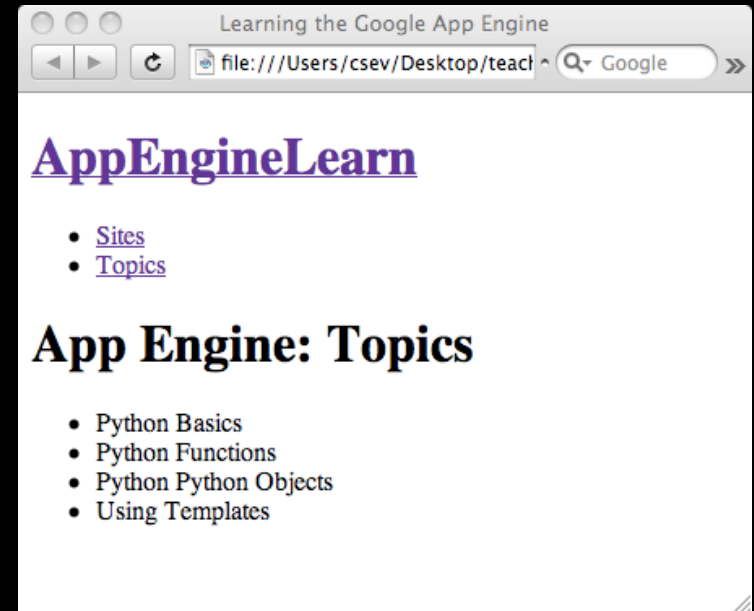 Learning the Google App Engine
file:///Users/csev/Desktop/teach
Google
AppEngineLearn
Sites
Topics
App Engine: Topics
Python Basics
Python Functions
Python Python Objects
Using Templates